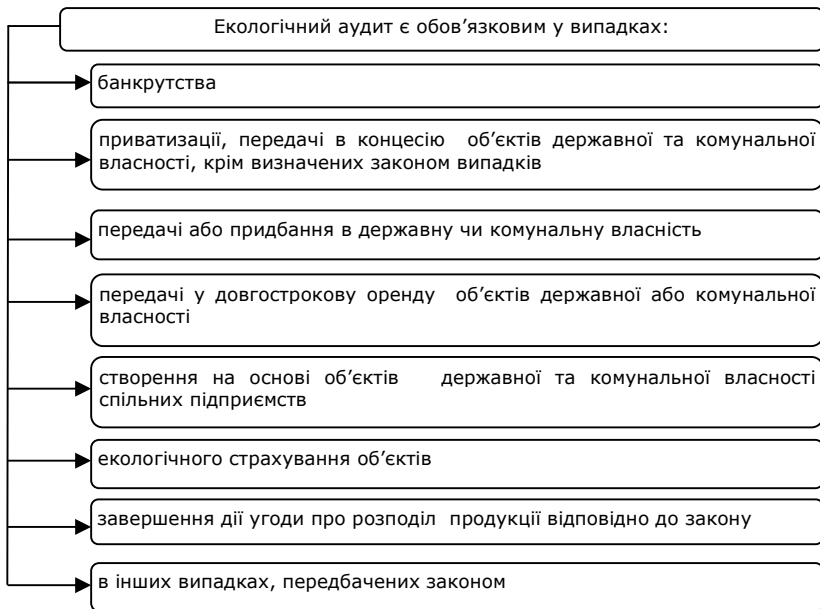 Екологічний аудит є обов’язковим у випадках:
банкрутства
приватизації, передачі в концесію об’єктів державної та комунальної
власності, крім визначених законом випадків
передачі або придбання в державну чи комунальну власність
передачі у довгострокову оренду об’єктів державної або комунальної
власності
створення на основі об’єктів державної та комунальної власності
спільних підприємств
екологічного страхування об’єктів
завершення дії угоди про розподіл продукції відповідно до закону
в інших випадках, передбачених законом